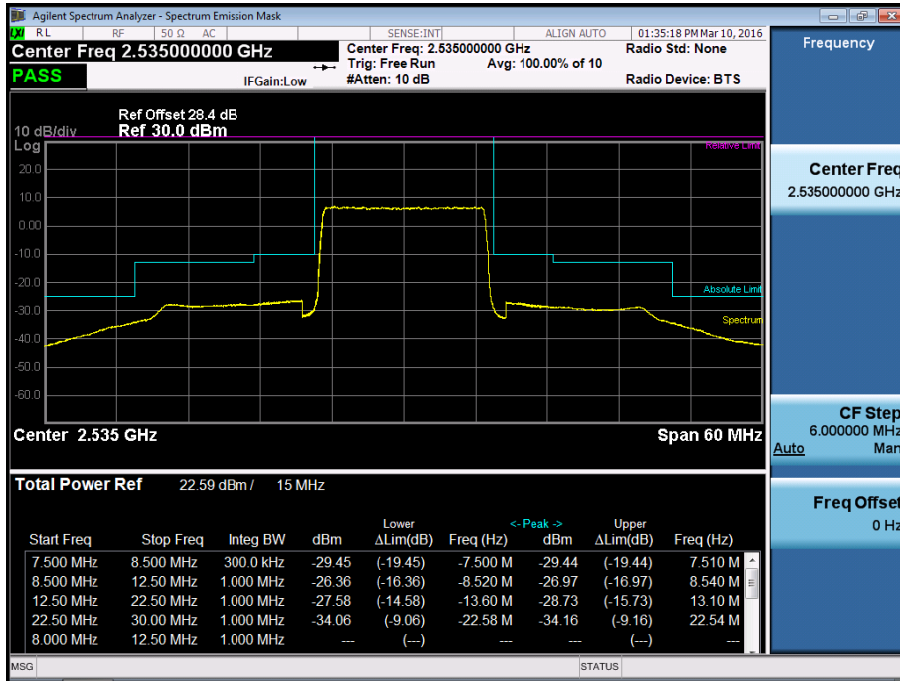 Agilent Spectrum Analyzer - Spectrum Emission Mask
LXI RL RF 50 Ω AC SENSE:INT ALIGN AUTO 01:35:18 PM Mar 10, 2016
Center Freq 2.535000000 GHz Center Freq: 2.535000000 GHz Radio Std: None
Trig: Free Run Avg: 100.00% of 10
PASS IFGain:Low #Atten: 10 dB Radio Device: BTS
Ref Offset 28.4 dB
10 dB/div Ref 30.0 dBm
Log
Relative Limit
20.0
10.0
0.00
-10.0
-20.0
Absolute Limit
-30.0
Spectrum
-40.0
-50.0
-60.0
Center 2.535 GHz Span 60 MHz
Total Power Ref 22.59 dBm / 15 MHz
Lower <- Peak -> Upper
Start Freq Stop Freq Integ BW dBm ΔLim(dB) Freq (Hz) dBm ΔLim(dB) Freq (Hz)
7.500 MHz 8.500 MHz 300.0 kHz -29.45 (-19.45) -7.500 M -29.44 (-19.44) 7.510 M
8.500 MHz 12.50 MHz 1.000 MHz -26.36 (-16.36) -8.520 M -26.97 (-16.97) 8.540 M
12.50 MHz 22.50 MHz 1.000 MHz -27.58 (-14.58) -13.60 M -28.73 (-15.73) 13.10 M
22.50 MHz 30.00 MHz 1.000 MHz -34.06 (-9.06) -22.58 M -34.16 (-9.16) 22.54 M
8.000 MHz 12.50 MHz 1.000 MHz --- (---) --- --- (---) ---
MSG STATUS
Frequency
Center Freq
2.535000000 GHz
CF Step
6.000000 MHz
Auto Man
Freq Offset
0 Hz